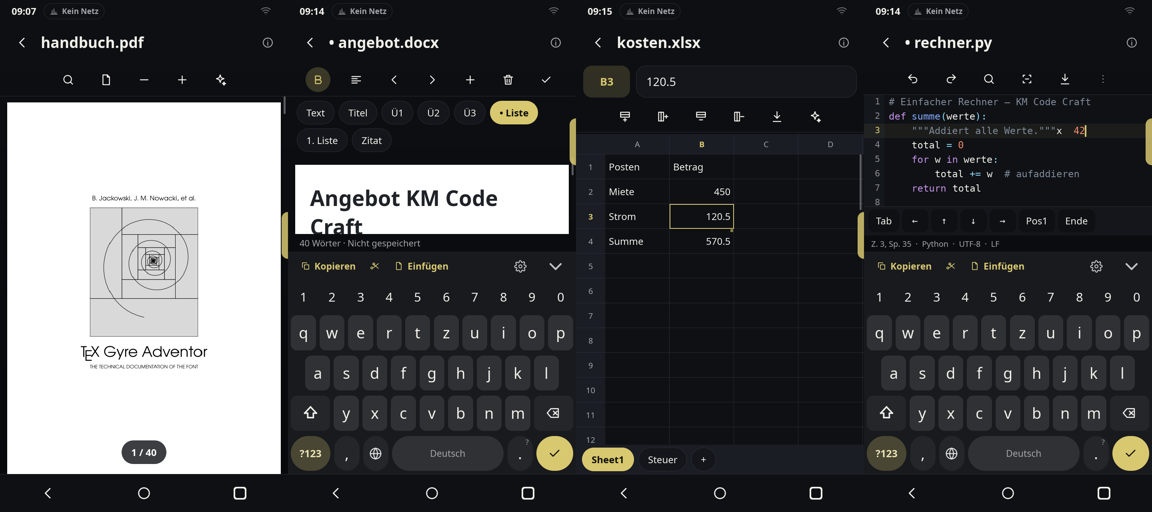 09:07 Kein Netz
handbuch.pdf
B. Jackowski, J. M. Nowacki, et al.
TEX Gyre Adventor
THE TECHNICAL DOCUMENTATION OF THE FONT
1 / 40
09:14 Kein Netz
• angebot.docx
B
Text Titel Ü1 Ü2 Ü3 • Liste
1. Liste Zitat
Angebot KM Code
Craft
40 Wörter · Nicht gespeichert
Kopieren Einfügen
1 2 3 4 5 6 7 8 9 0
q w e r t z u i o p
a s d f g h j k l
y x c v b n m
?123 , Deutsch .
09:15 Kein Netz
kosten.xlsx
B3 120.5
A B C D
1 Posten Betrag
2 Miete 450
3 Strom 120.5
4 Summe 570.5
5
6
7
8
9
10
11
12
Sheet1 Steuer +
09:14 Kein Netz
• rechner.py
1 # Einfacher Rechner — KM Code Craft
2 def summe(werte):
3 """Addiert alle Werte."""x 42
4 total = 0
5 for w in werte:
6 total += w # aufaddieren
7 return total
8
Tab ← ↑ ↓ → Pos1 Ende
Z. 3, Sp. 35 · Python · UTF-8 · LF
Kopieren Einfügen
1 2 3 4 5 6 7 8 9 0
q w e r t z u i o p
a s d f g h j k l
y x c v b n m
?123 , Deutsch .